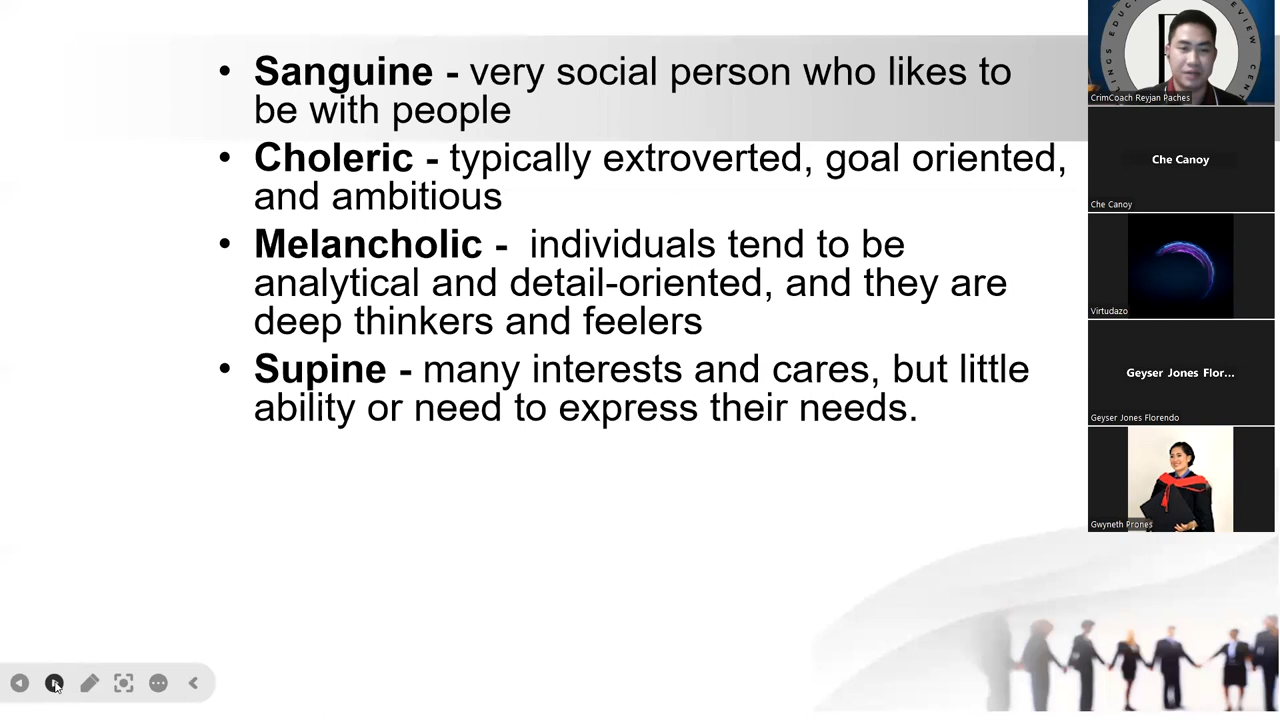 • Sanguine - very social person who likes to
be with people
• Choleric - typically extroverted, goal oriented,
and ambitious
• Melancholic -  individuals tend to be
analytical and detail-oriented, and they are
deep thinkers and feelers
• Supine - many interests and cares, but little
ability or need to express their needs.
CrimCoach Reyjan Paches
Che Canoy
Che Canoy
Virtudazo
Geyser Jones Flor...
Geyser Jones Florendo
Gwyneth Prones